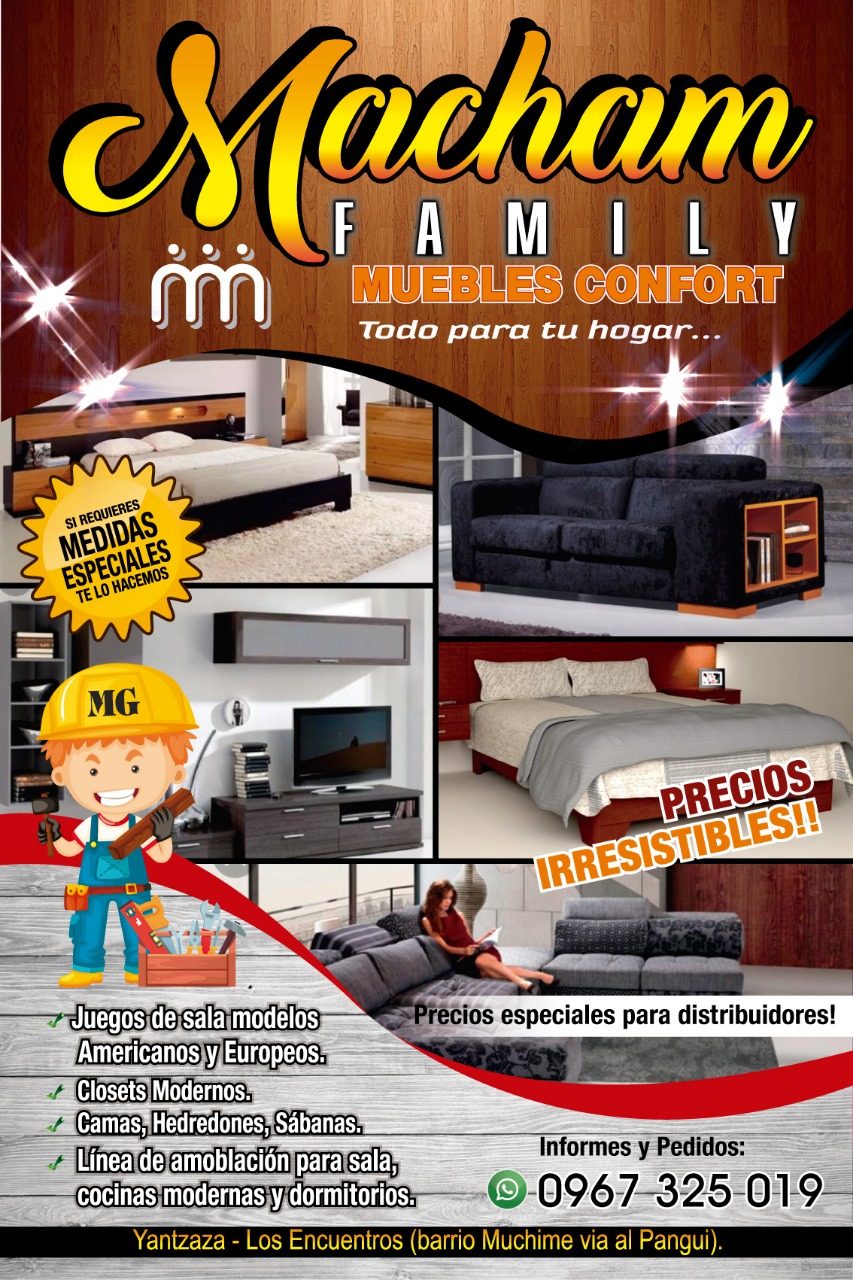 Macham
FAMILY
MUEBLES CONFORT
Todo para tu hogar...
SI REQUIERES
MEDIDAS
ESPECIALES
TE LO HACEMOS
MG
PRECIOS
IRRESISTIBLES!!
Precios especiales para distribuidores!
Juegos de sala modelos
Americanos y Europeos.
Closets Modernos.
Camas, Hedredones, Sábanas.
Línea de amoblación para sala,
cocinas modernas y dormitorios.
Informes y Pedidos:
0967 325 019
Yantzaza - Los Encuentros (barrio Muchime via al Pangui).